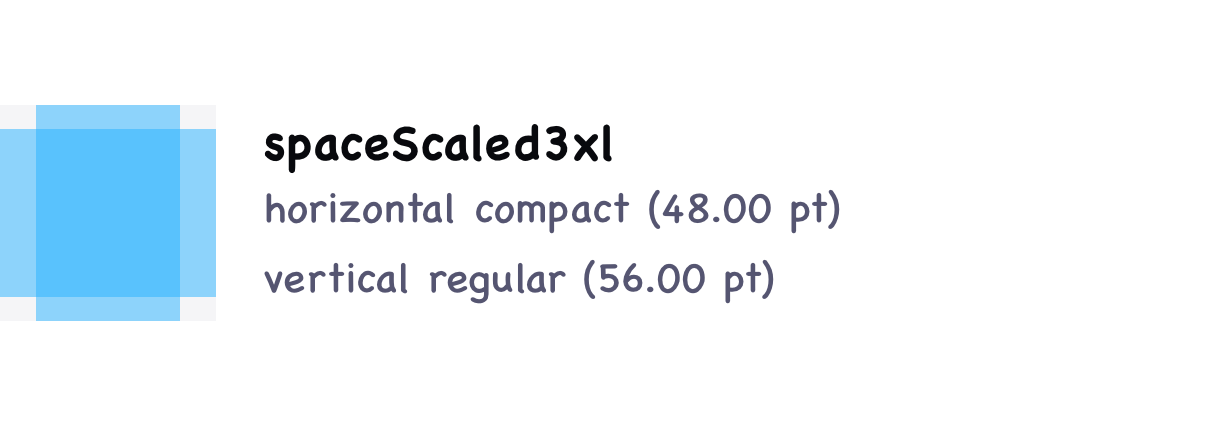 spaceScaled3xl
horizontal compact (48.00 pt)
vertical regular (56.00 pt)